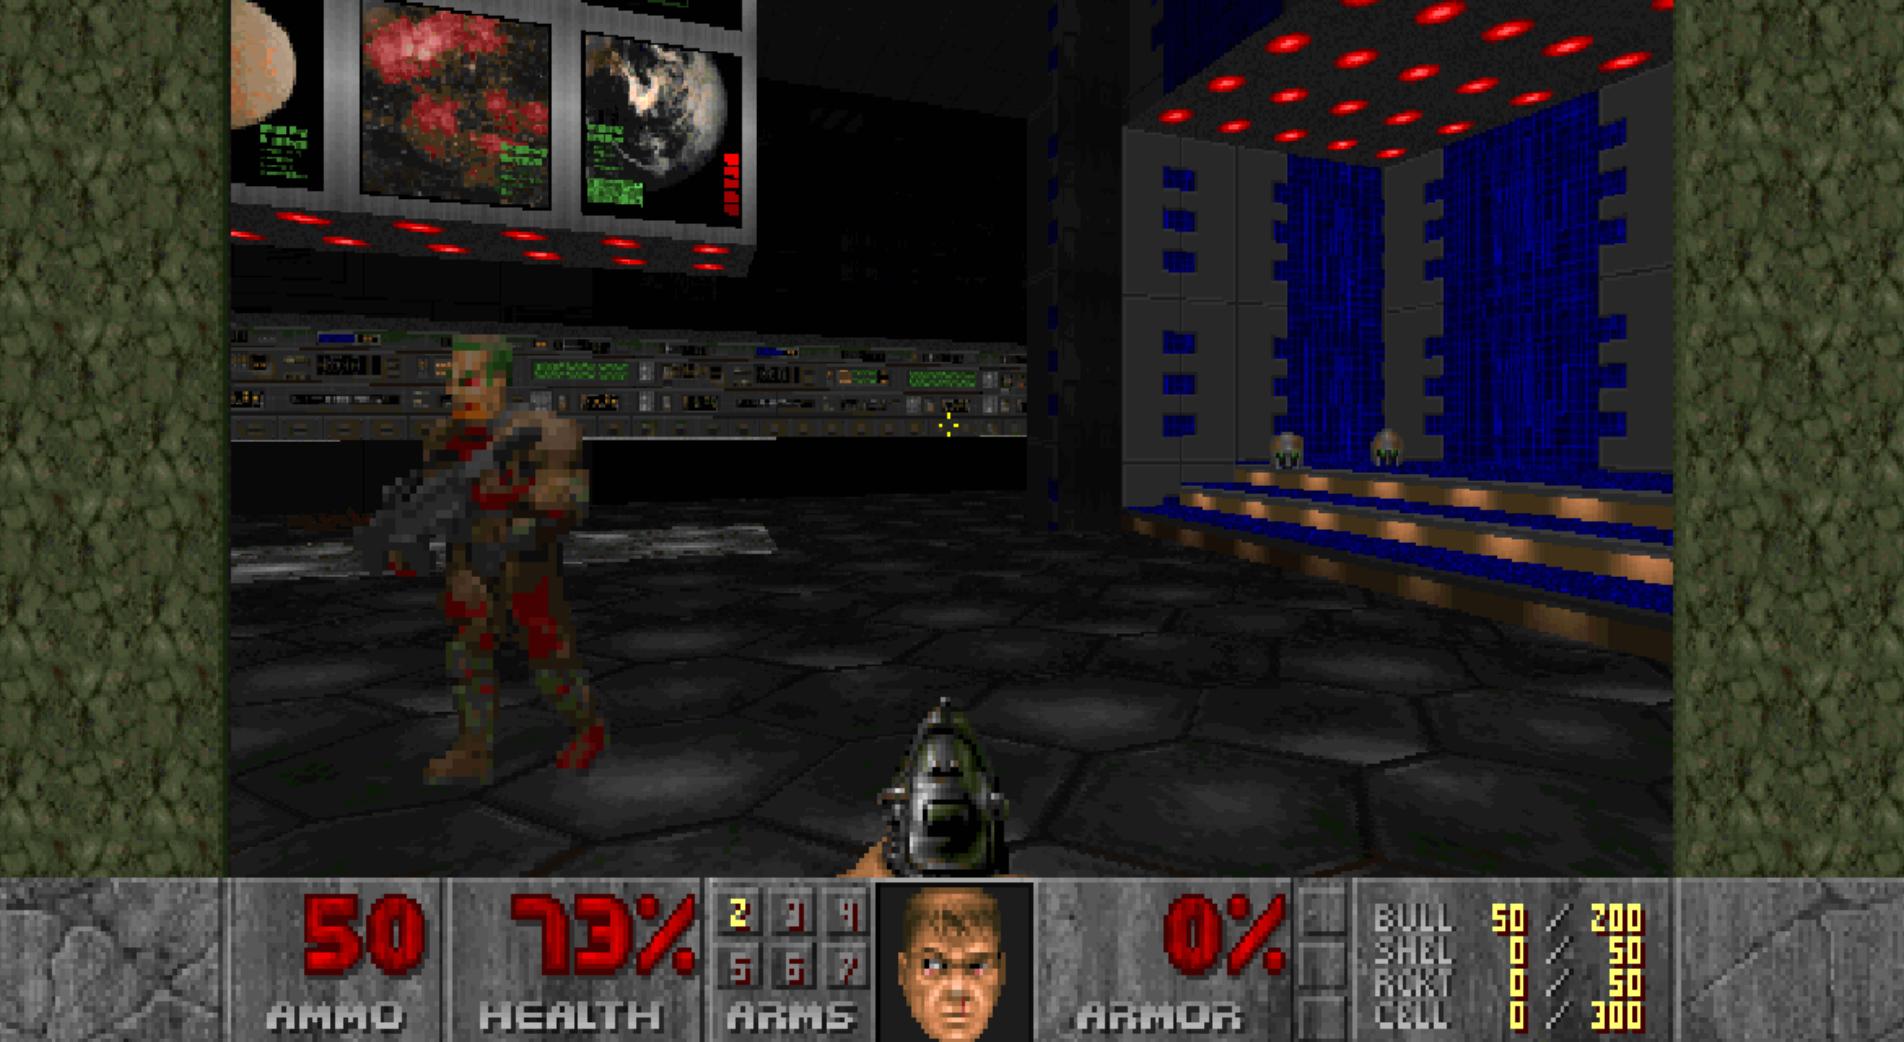 50 73% 2 3 4 0% BULL 50 / 200
5 6 7 SHEL 0 / 50
RCKT 0 / 50
AMMO HEALTH ARMS ARMOR CELL 0 / 300